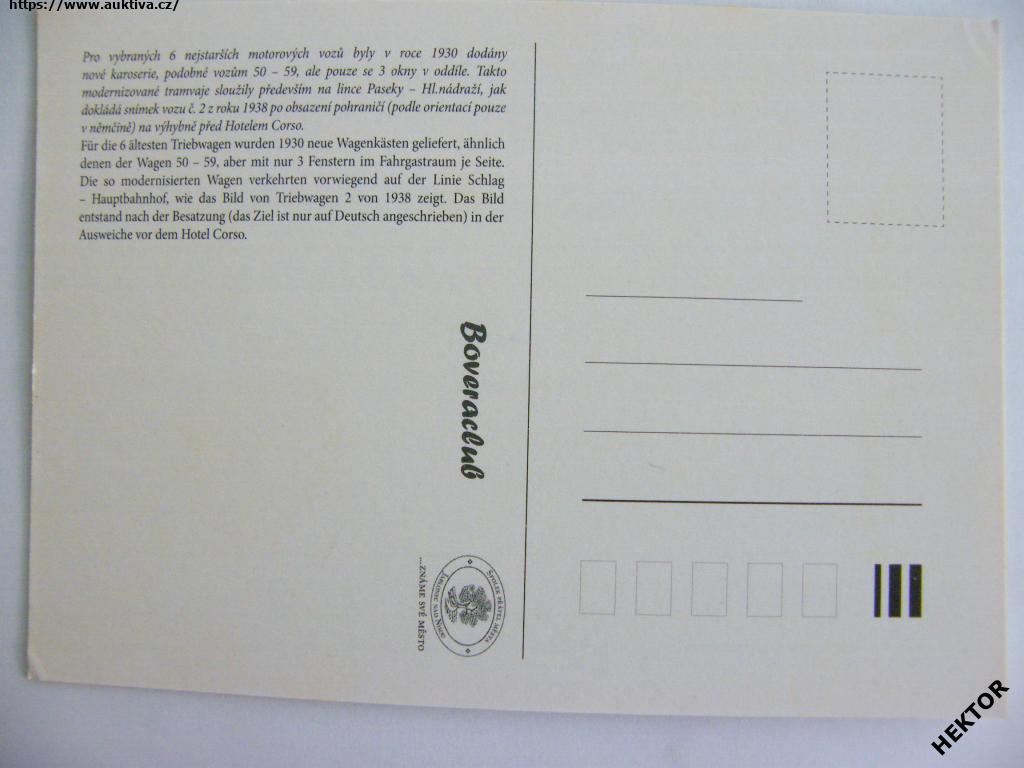 https://www.auktiva.cz/
Pro vybraných 6 nejstarších motorových vozů byly v roce 1930 dodány
nové karoserie, podobné vozům 50 – 59, ale pouze se 3 okny v oddíle. Takto
modernizované tramvaje sloužily především na lince Paseky – Hl.nádraží, jak
dokládá snímek vozu č. 2 z roku 1938 po obsazení pohraničí (podle orientací pouze
v němčině) na výhybně před Hotelem Corso.
Für die 6 ältesten Triebwagen wurden 1930 neue Wagenkästen geliefert, ähnlich
denen der Wagen 50 – 59, aber mit nur 3 Fenstern im Fahrgastraum je Seite.
Die so modernisierten Wagen verkehrten vorwiegend auf der Linie Schlag
– Hauptbahnhof, wie das Bild von Triebwagen 2 von 1938 zeigt. Das Bild
entstand nach der Besatzung (das Ziel ist nur auf Deutsch angeschrieben) in der
Ausweiche vor dem Hotel Corso.
Boveraclub
Spolek přátel města
Jablonec nad Nisou
...známe své město
HEKTOR